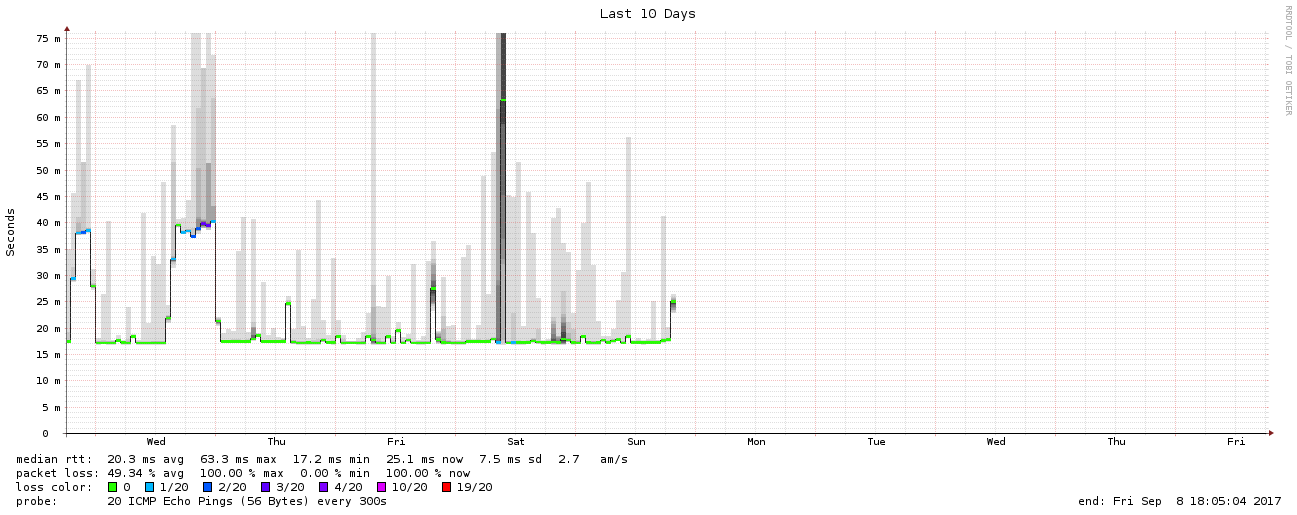 Last 10 Days
RRDTOOL / TOBI OETIKER
Seconds
75 m
70 m
65 m
60 m
55 m
50 m
45 m
40 m
35 m
30 m
25 m
20 m
15 m
10 m
5 m
0
Wed Thu Fri Sat Sun Mon Tue Wed Thu Fri
median rtt: 20.3 ms avg 63.3 ms max 17.2 ms min 25.1 ms now 7.5 ms sd 2.7 am/s
packet loss: 49.34 % avg 100.00 % max 0.00 % min 100.00 % now
loss color: 0 1/20 2/20 3/20 4/20 10/20 19/20
probe: 20 ICMP Echo Pings (56 Bytes) every 300s end: Fri Sep 8 18:05:04 2017